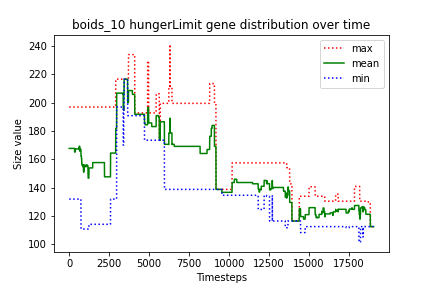 boids_10 hungerLimit gene distribution over time
240
220
200
180
160
140
120
100
Size value
max
mean
min
0 2500 5000 7500 10000 12500 15000 17500
Timesteps